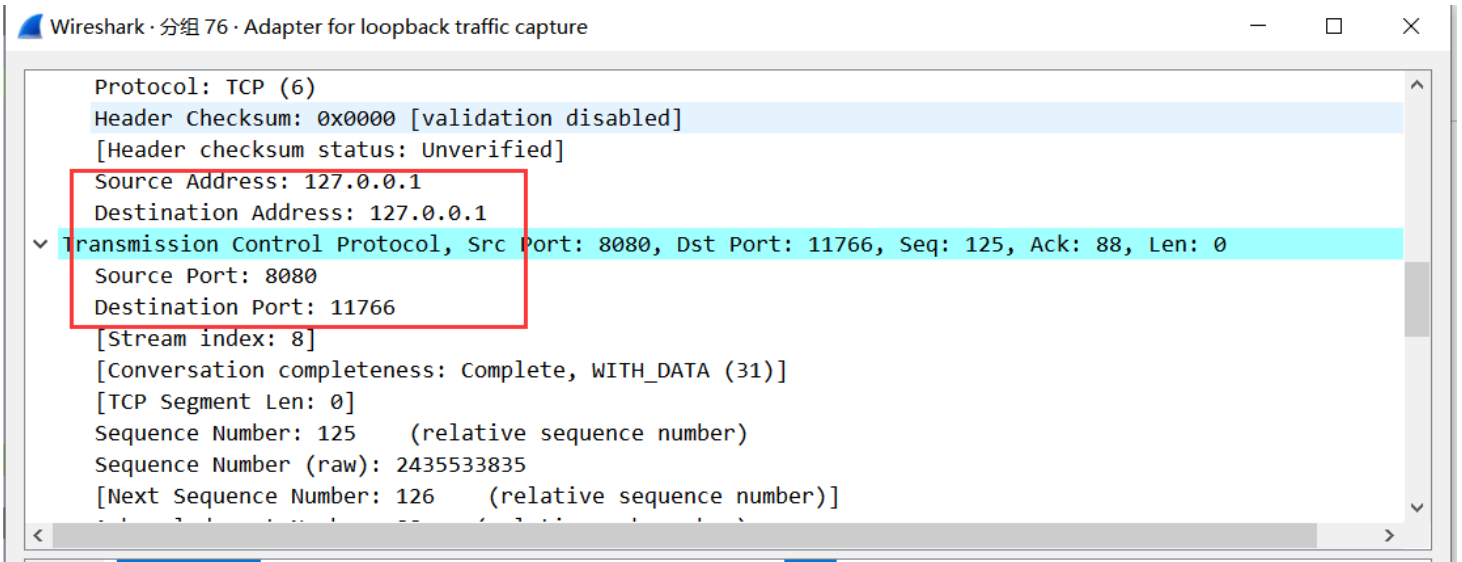 Wireshark · 分组 76 · Adapter for loopback traffic capture
Protocol: TCP (6)
Header Checksum: 0x0000 [validation disabled]
[Header checksum status: Unverified]
Source Address: 127.0.0.1
Destination Address: 127.0.0.1
Transmission Control Protocol, Src Port: 8080, Dst Port: 11766, Seq: 125, Ack: 88, Len: 0
Source Port: 8080
Destination Port: 11766
[Stream index: 8]
[Conversation completeness: Complete, WITH_DATA (31)]
[TCP Segment Len: 0]
Sequence Number: 125    (relative sequence number)
Sequence Number (raw): 2435533835
[Next Sequence Number: 126    (relative sequence number)]